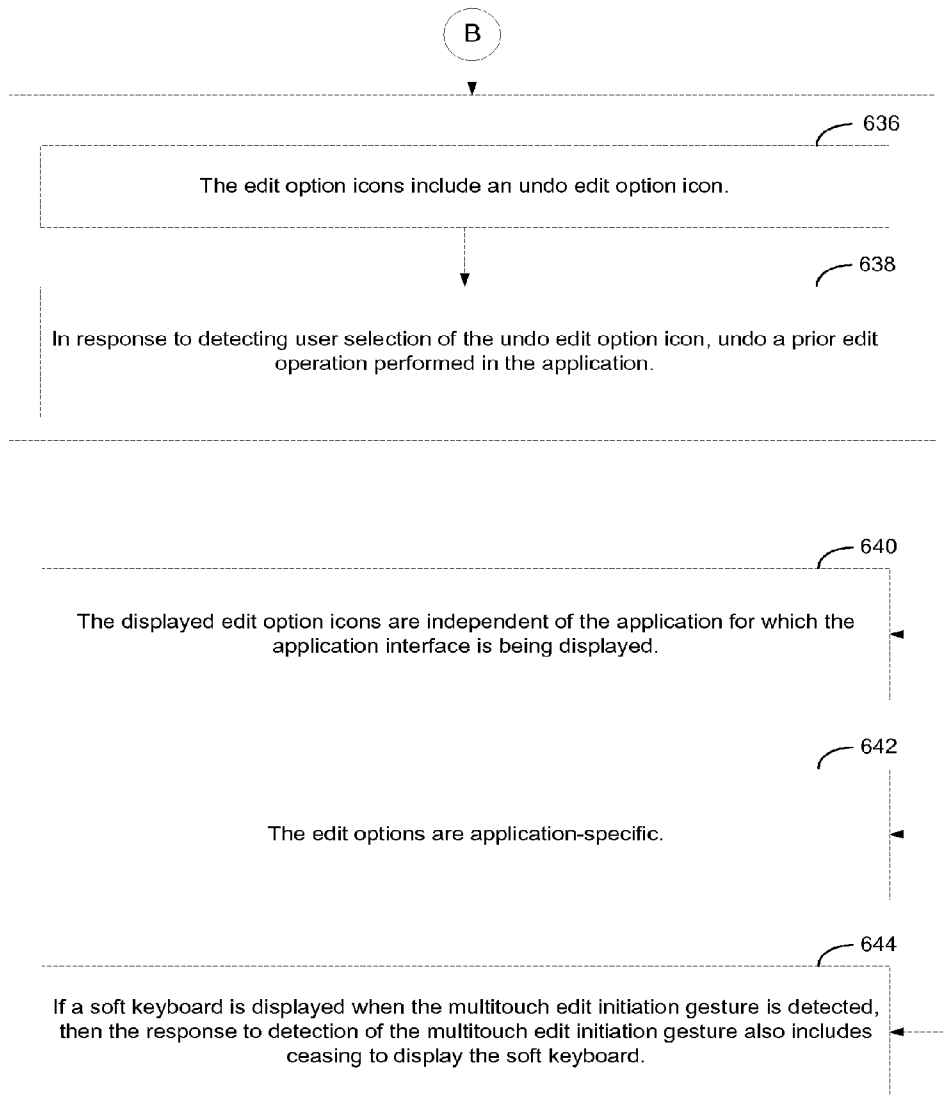 B
636
The edit option icons include an undo edit option icon.
638
In response to detecting user selection of the undo edit option icon, undo a prior edit
operation performed in the application.
640
The displayed edit option icons are independent of the application for which the
application interface is being displayed.
642
The edit options are application-specific.
644
If a soft keyboard is displayed when the multitouch edit initiation gesture is detected,
then the response to detection of the multitouch edit initiation gesture also includes
ceasing to display the soft keyboard.